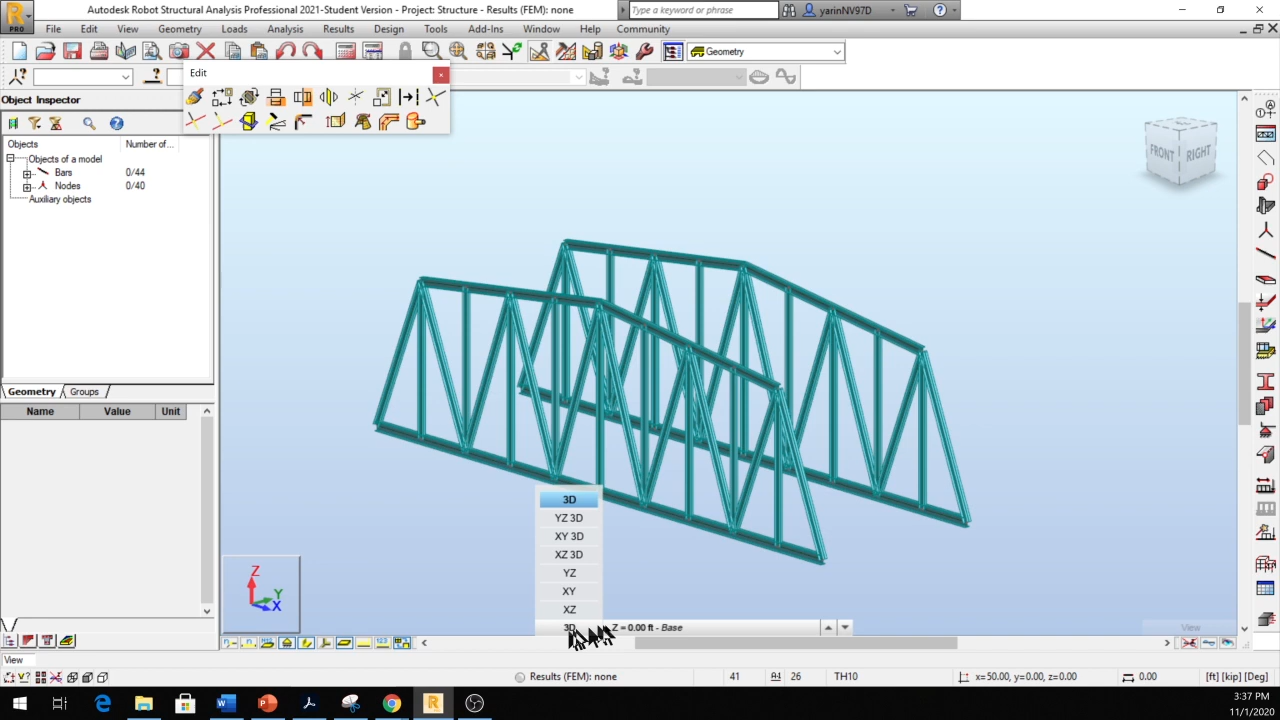 Autodesk Robot Structural Analysis Professional 2021-Student Version - Project: Structure - Results (FEM): none
Type a keyword or phrase
yarinNV97D
PRO
File Edit View Geometry Loads Analysis Results Design Tools Add-Ins Window Help Community
Geometry
Edit
Object Inspector
Objects Number of...
Objects of a model
Bars 0/44
Nodes 0/40
Auxiliary objects
FRONT RIGHT
Geometry Groups
Name Value Unit
3D
YZ 3D
XY 3D
XZ 3D
YZ
XY
XZ
3D Z = 0.00 ft - Base
View
Z
Y
X
View
Results (FEM): none 41 26 TH10 x=50.00, y=0.00, z=0.00 0.00 [ft] [kip] [Deg]
3:37 PM
11/1/2020